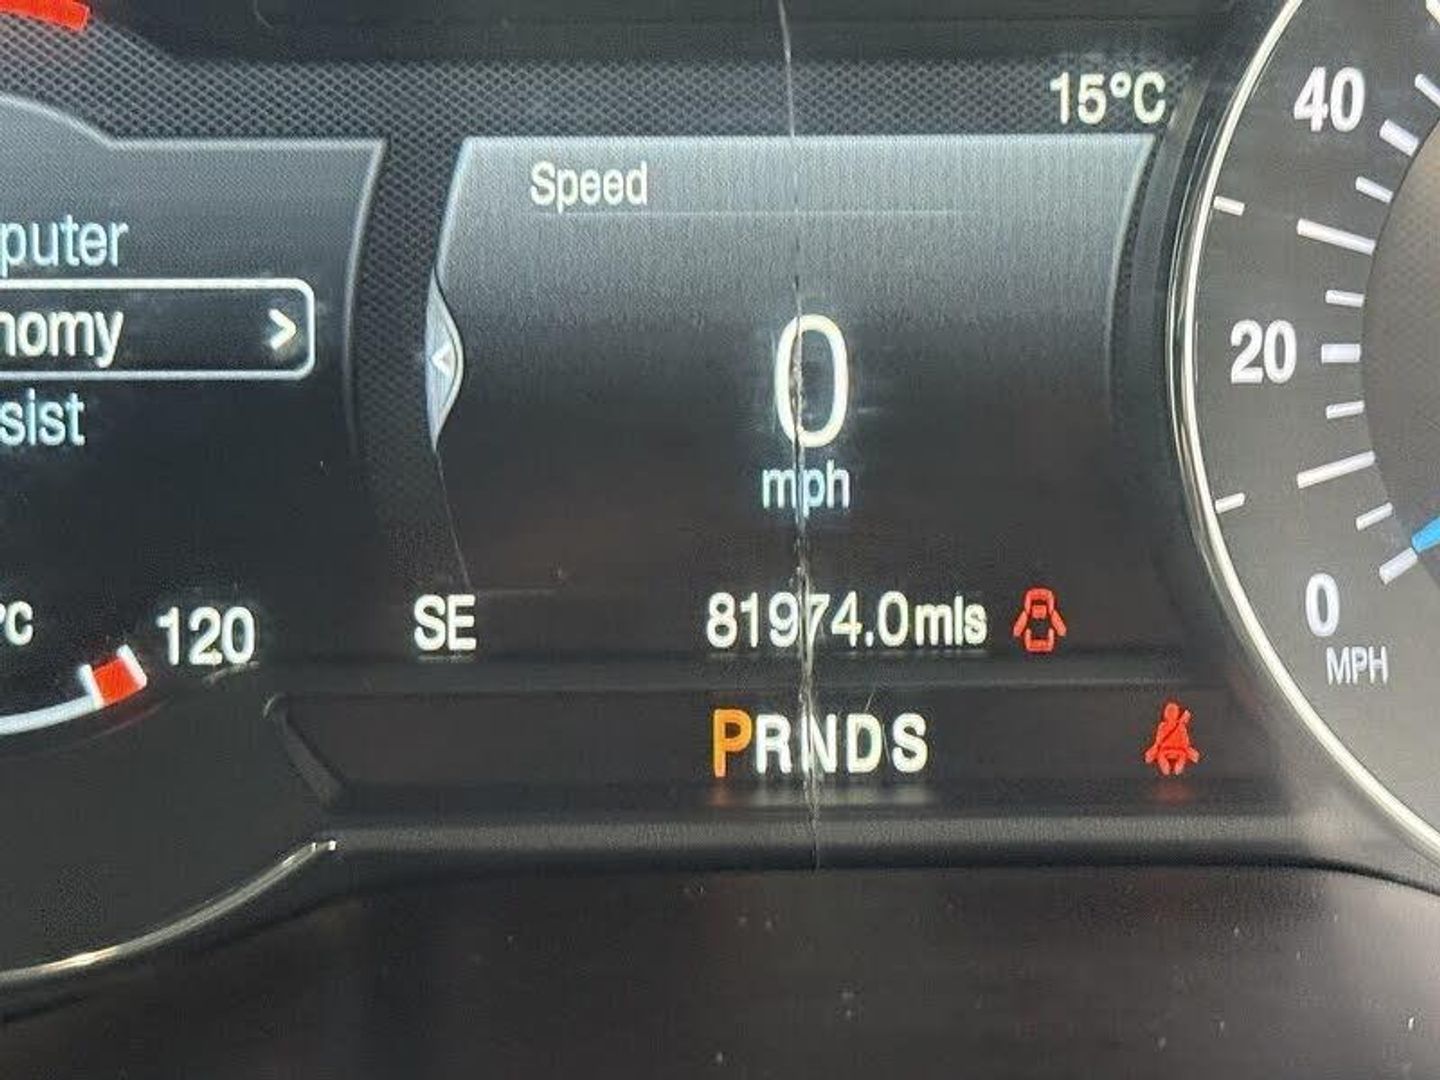 15°C
40
Speed
puter
nomy >
sist
0
mph
20
°C
120
SE
81974.0mls
0
MPH
PRNDS